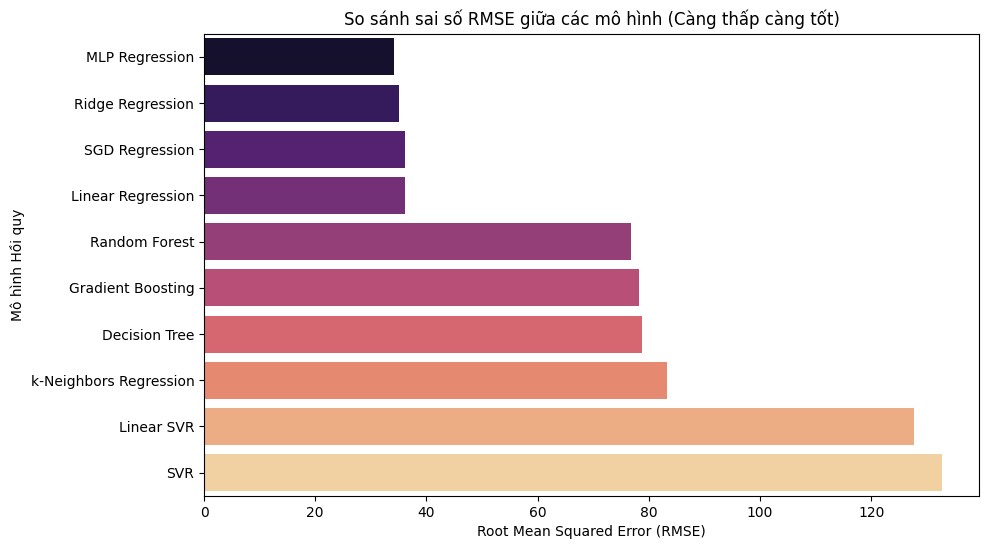 So sánh sai số RMSE giữa các mô hình (Càng thấp càng tốt)
Mô hình Hồi quy
MLP Regression
Ridge Regression
SGD Regression
Linear Regression
Random Forest
Gradient Boosting
Decision Tree
k-Neighbors Regression
Linear SVR
SVR
0 20 40 60 80 100 120
Root Mean Squared Error (RMSE)